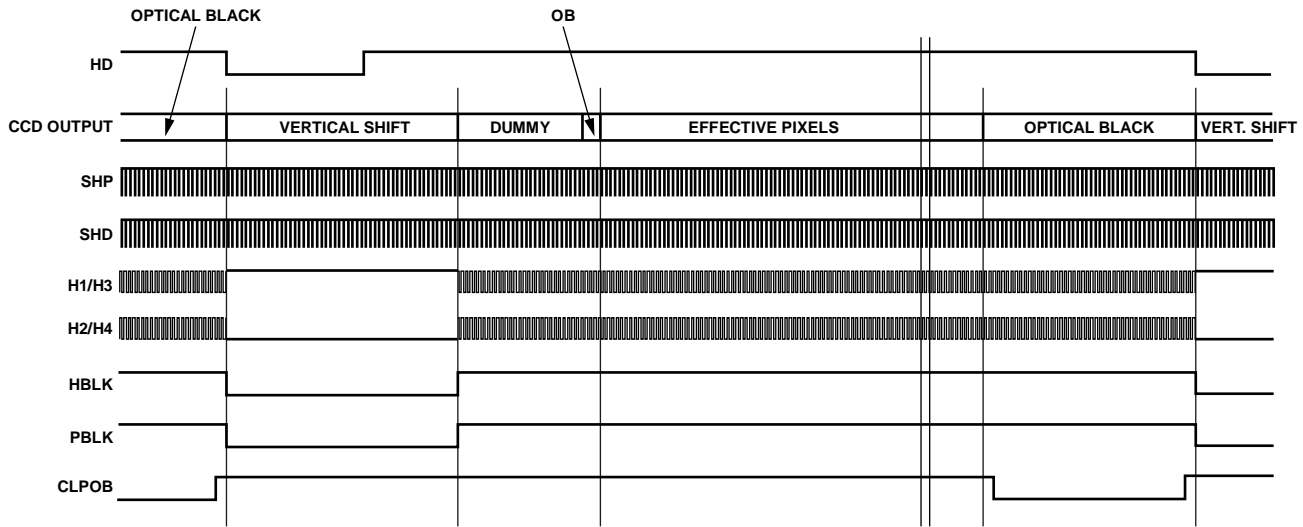 OPTICAL BLACK OB
HD
CCD OUTPUT VERTICAL SHIFT DUMMY EFFECTIVE PIXELS OPTICAL BLACK VERT. SHIFT
SHP
SHD
H1/H3
H2/H4
HBLK
PBLK
CLPOB